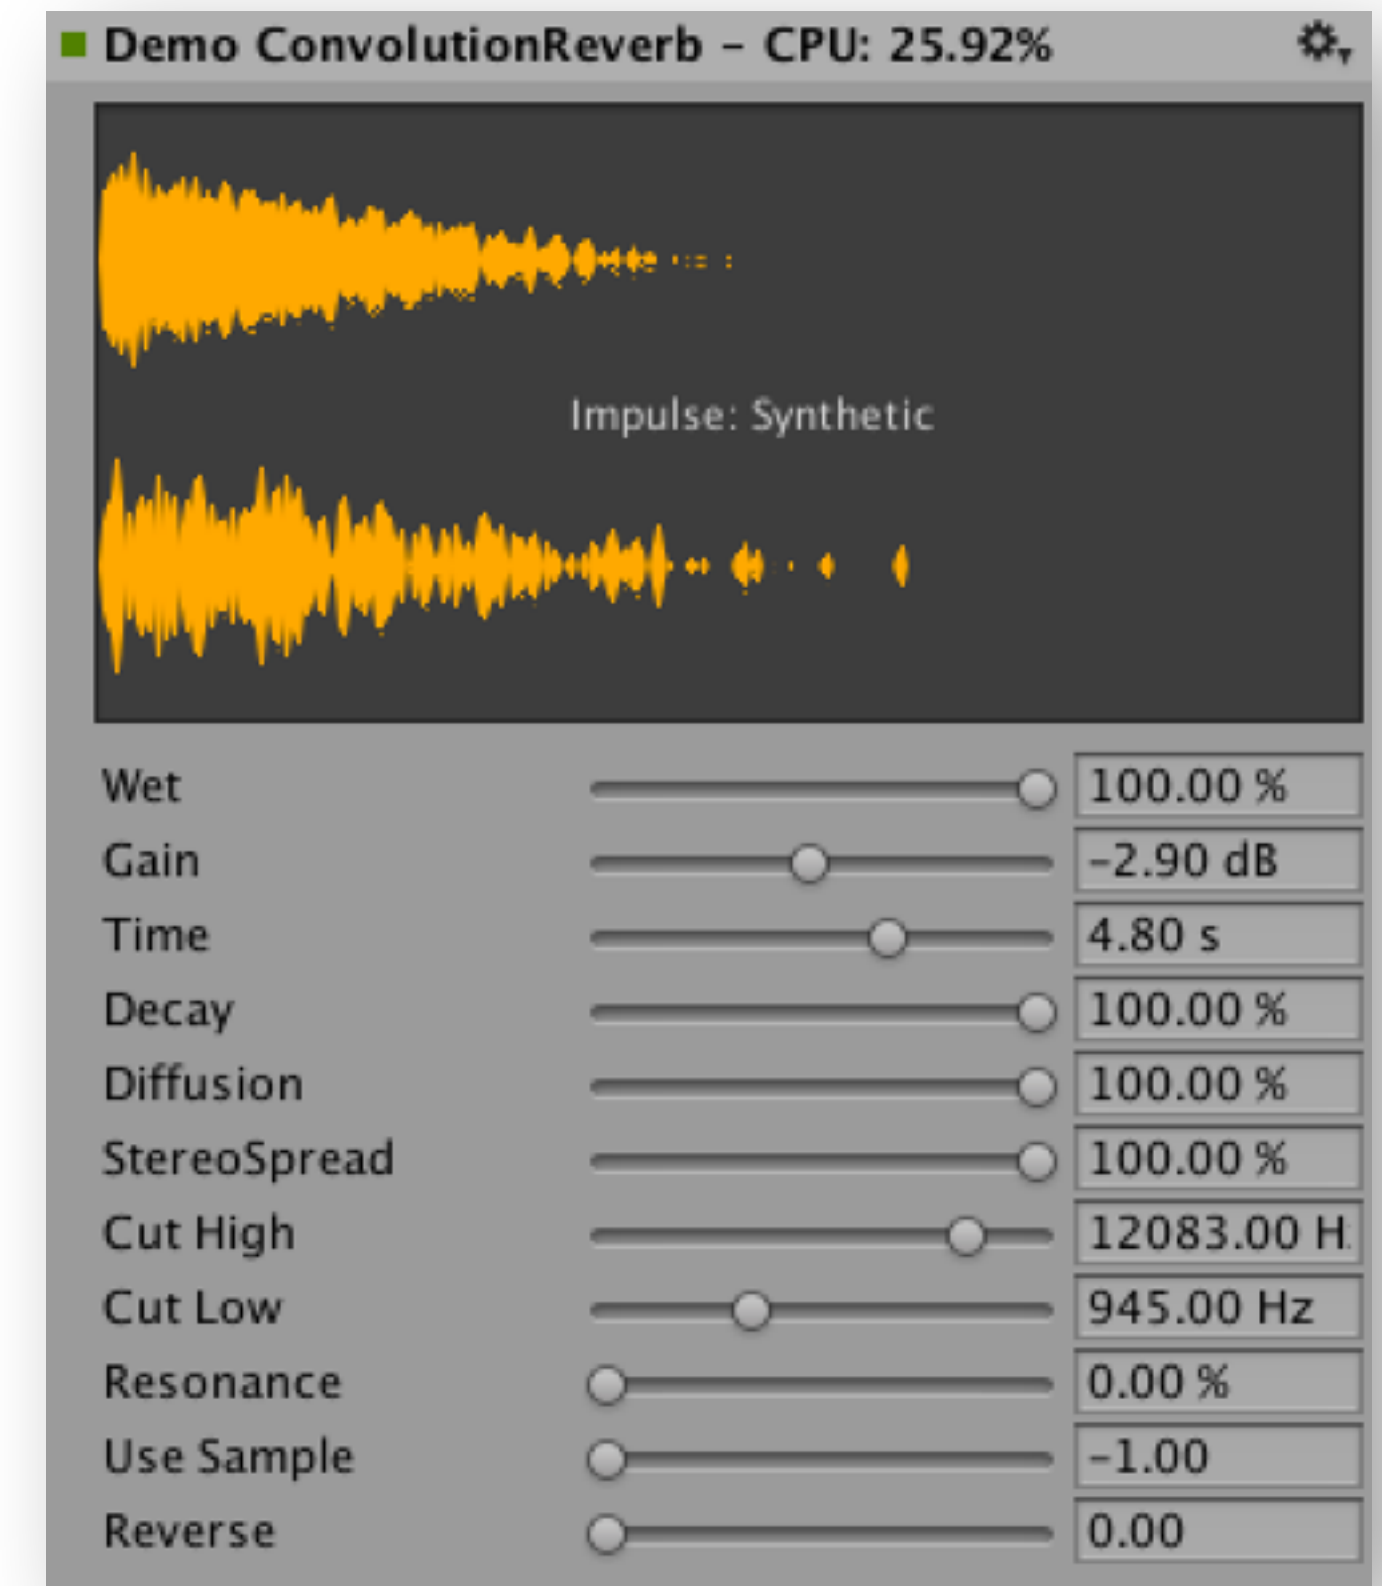 Demo ConvolutionReverb – CPU: 25.92%
Impulse: Synthetic
Wet 100.00 %
Gain -2.90 dB
Time 4.80 s
Decay 100.00 %
Diffusion 100.00 %
StereoSpread 100.00 %
Cut High 12083.00 H
Cut Low 945.00 Hz
Resonance 0.00 %
Use Sample -1.00
Reverse 0.00